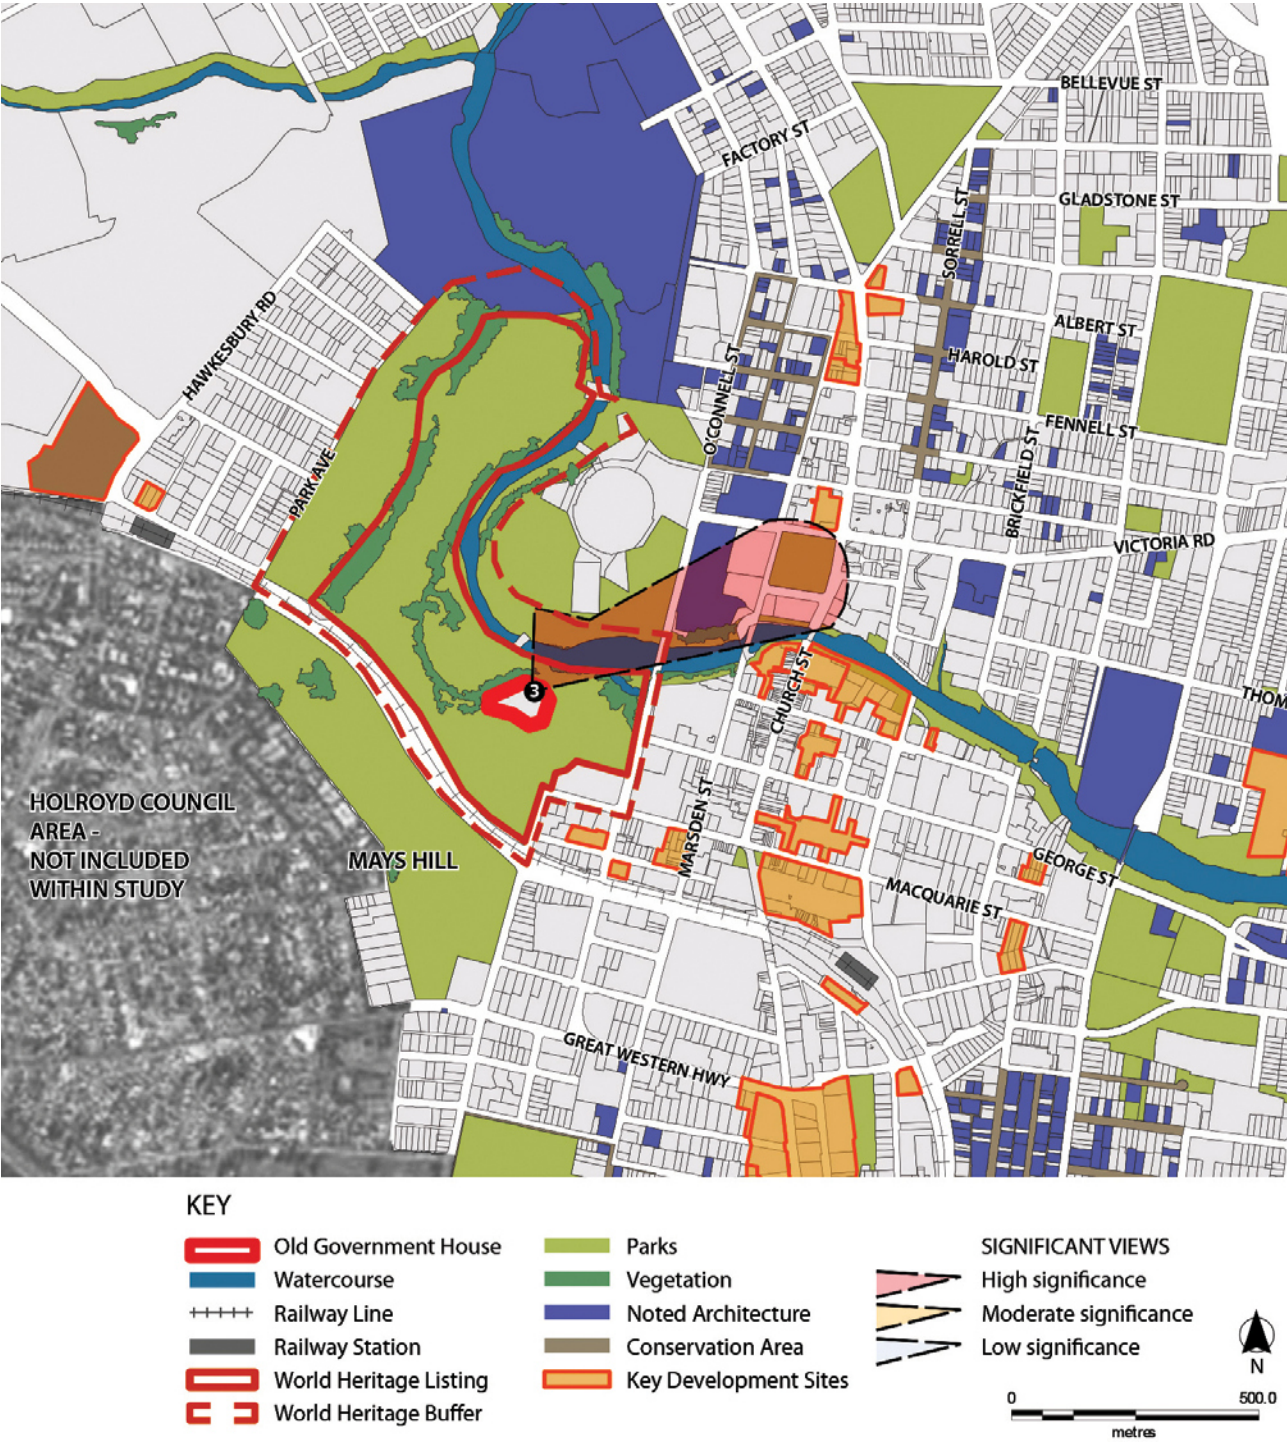 BELLEVUE ST
FACTORY ST
GLADSTONE ST
SORRELL ST
HAWKESBURY RD
ALBERT ST
HAROLD ST
O'CONNELL ST
FENNELL ST
PARK AVE
BRICKFIELD ST
VICTORIA RD
3
CHURCH ST
THOM
HOLROYD COUNCIL
AREA -
NOT INCLUDED
WITHIN STUDY
MAYS HILL
MARSDEN ST
GEORGE ST
MACQUARIE ST
GREAT WESTERN HWY
KEY
Old Government House
Watercourse
Railway Line
Railway Station
World Heritage Listing
World Heritage Buffer
Parks
Vegetation
Noted Architecture
Conservation Area
Key Development Sites
SIGNIFICANT VIEWS
High significance
Moderate significance
Low significance
N
0 500.0
metres